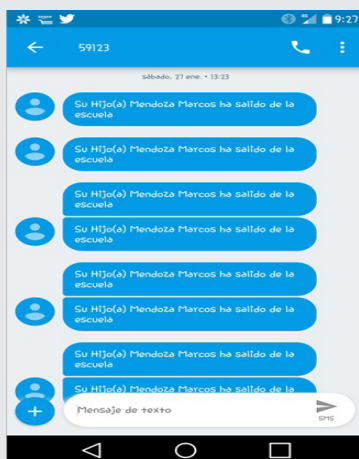 9:27
59123
sábado, 27 ene. • 13:23
Su Hijo(a) Mendoza Marcos ha salido de la
escuela
Su Hijo(a) Mendoza Marcos ha salido de la
escuela
Su Hijo(a) Mendoza Marcos ha salido de la
escuela
Su Hijo(a) Mendoza Marcos ha salido de la
escuela
Su Hijo(a) Mendoza Marcos ha salido de la
escuela
Su Hijo(a) Mendoza Marcos ha salido de la
escuela
Su Hijo(a) Mendoza Marcos ha salido de la
escuela
Su Hijo(a) Mendoza Marcos ha salido de la
Mensaje de texto
SMS